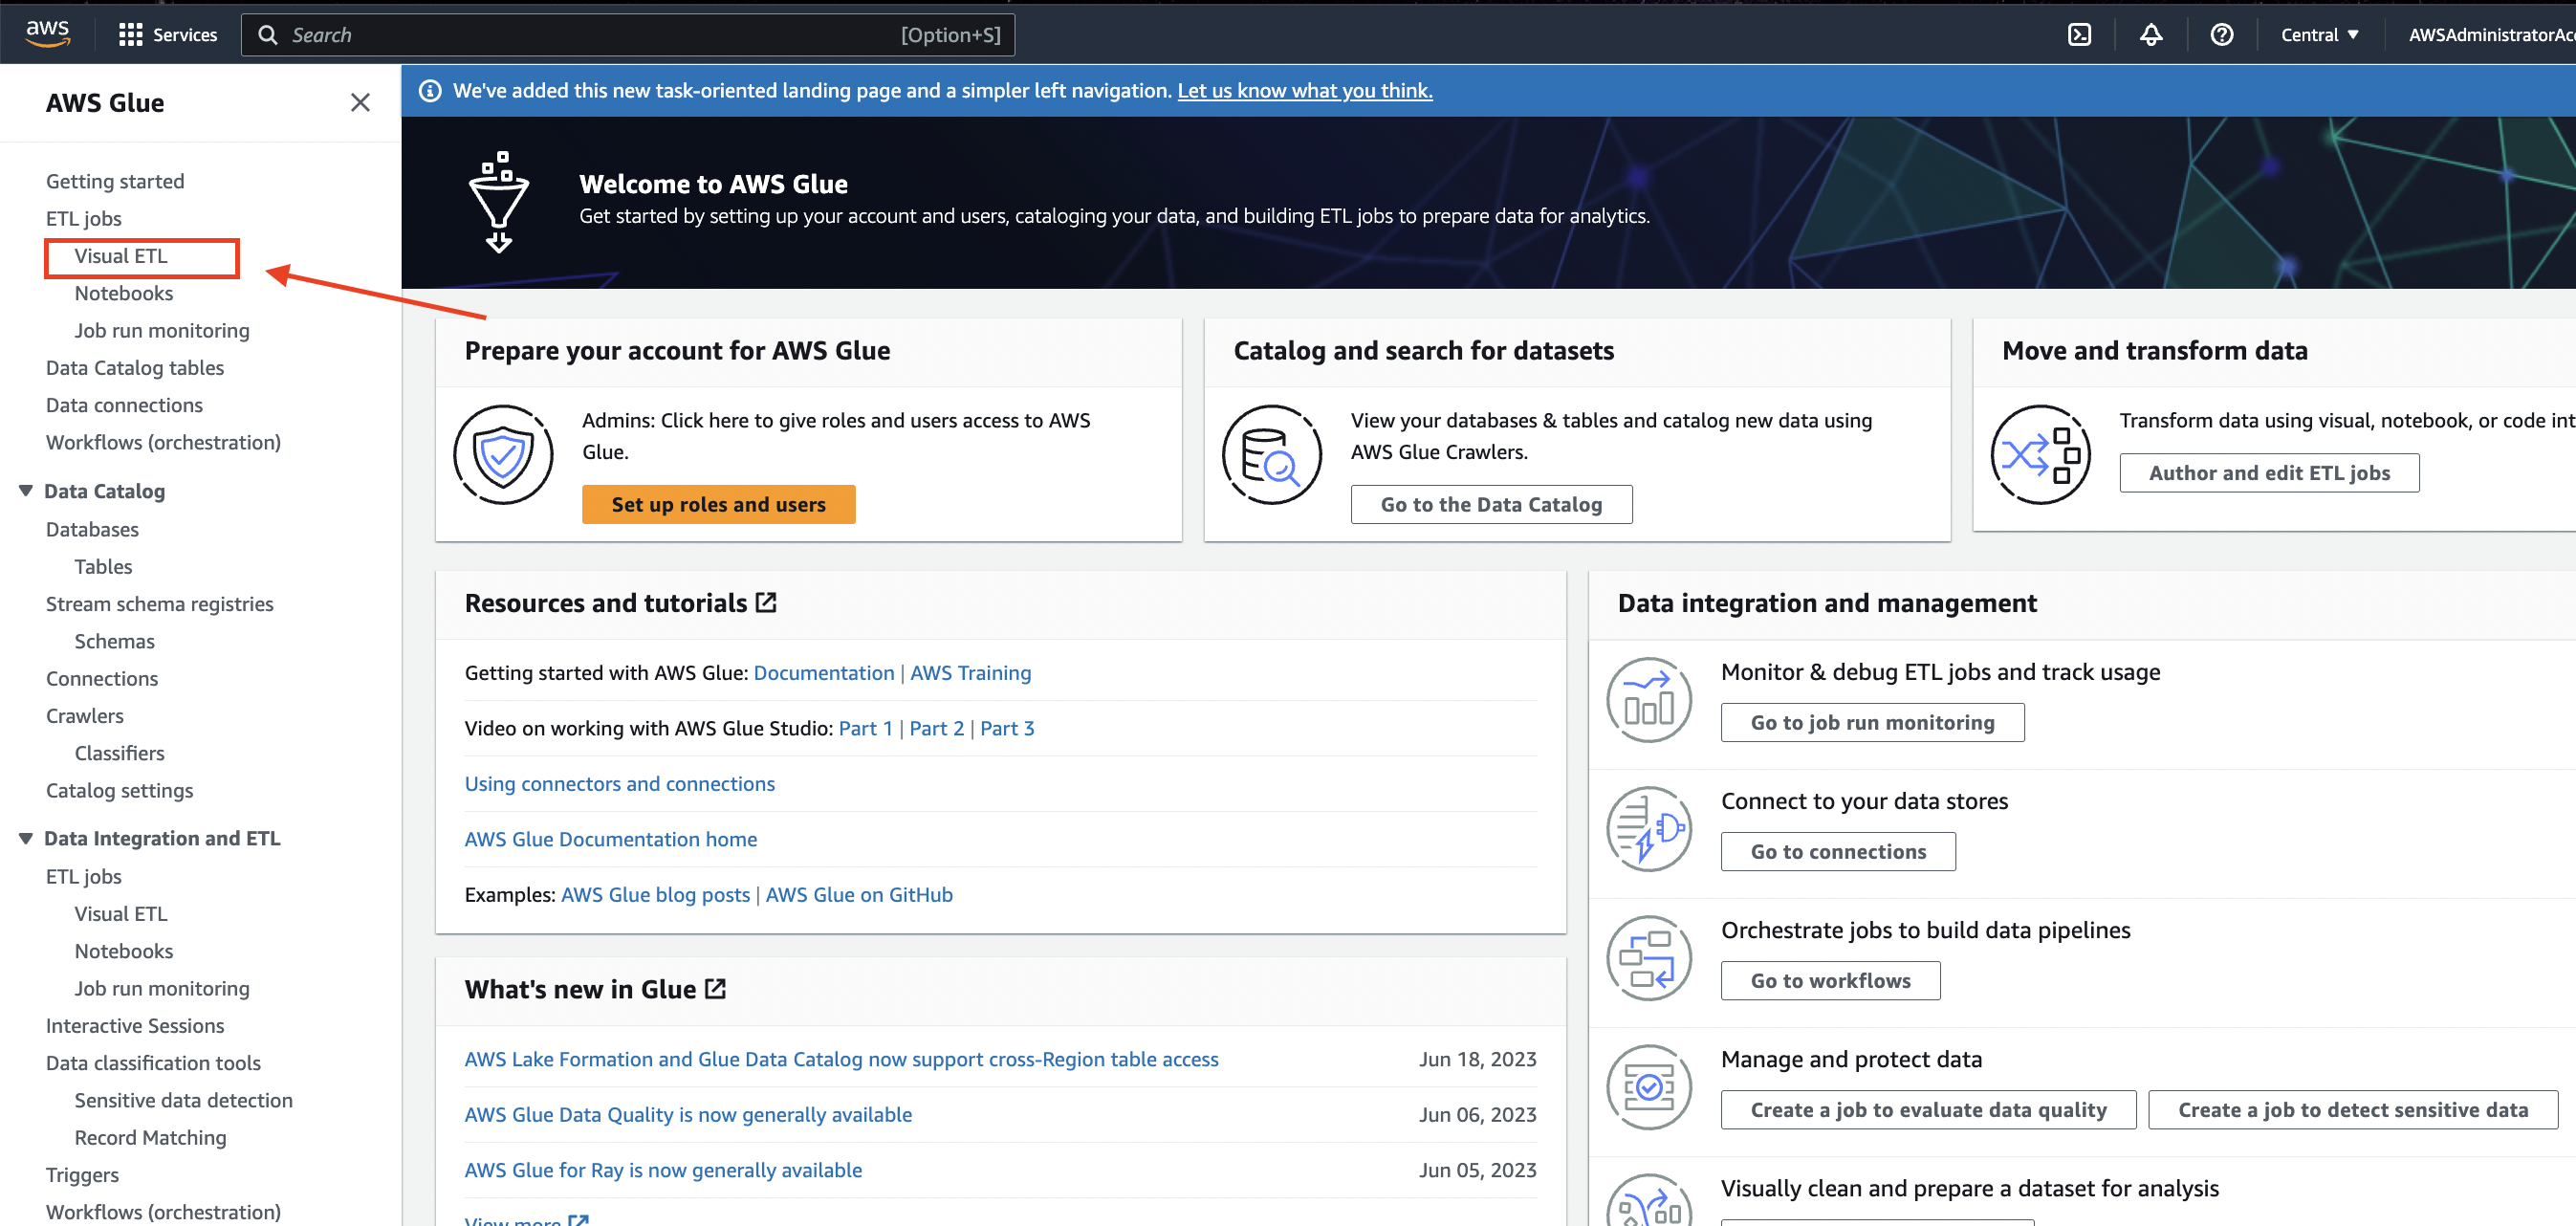 aws
Services
Search
[Option+S]
Central
AWSAdministratorAcc
AWS Glue
Getting started
ETL jobs
Visual ETL
Notebooks
Job run monitoring
Data Catalog tables
Data connections
Workflows (orchestration)
Data Catalog
Databases
Tables
Stream schema registries
Schemas
Connections
Crawlers
Classifiers
Catalog settings
Data Integration and ETL
ETL jobs
Visual ETL
Notebooks
Job run monitoring
Interactive Sessions
Data classification tools
Sensitive data detection
Record Matching
Triggers
Workflows (orchestration)
We've added this new task-oriented landing page and a simpler left navigation. Let us know what you think.
Welcome to AWS Glue
Get started by setting up your account and users, cataloging your data, and building ETL jobs to prepare data for analytics.
Prepare your account for AWS Glue
Admins: Click here to give roles and users access to AWS
Glue.
Set up roles and users
Catalog and search for datasets
View your databases & tables and catalog new data using
AWS Glue Crawlers.
Go to the Data Catalog
Move and transform data
Transform data using visual, notebook, or code int
Author and edit ETL jobs
Resources and tutorials
Getting started with AWS Glue: Documentation | AWS Training
Video on working with AWS Glue Studio: Part 1 | Part 2 | Part 3
Using connectors and connections
AWS Glue Documentation home
Examples: AWS Glue blog posts | AWS Glue on GitHub
What's new in Glue
AWS Lake Formation and Glue Data Catalog now support cross-Region table access Jun 18, 2023
AWS Glue Data Quality is now generally available Jun 06, 2023
AWS Glue for Ray is now generally available Jun 05, 2023
View more
Data integration and management
Monitor & debug ETL jobs and track usage
Go to job run monitoring
Connect to your data stores
Go to connections
Orchestrate jobs to build data pipelines
Go to workflows
Manage and protect data
Create a job to evaluate data quality
Create a job to detect sensitive data
Visually clean and prepare a dataset for analysis